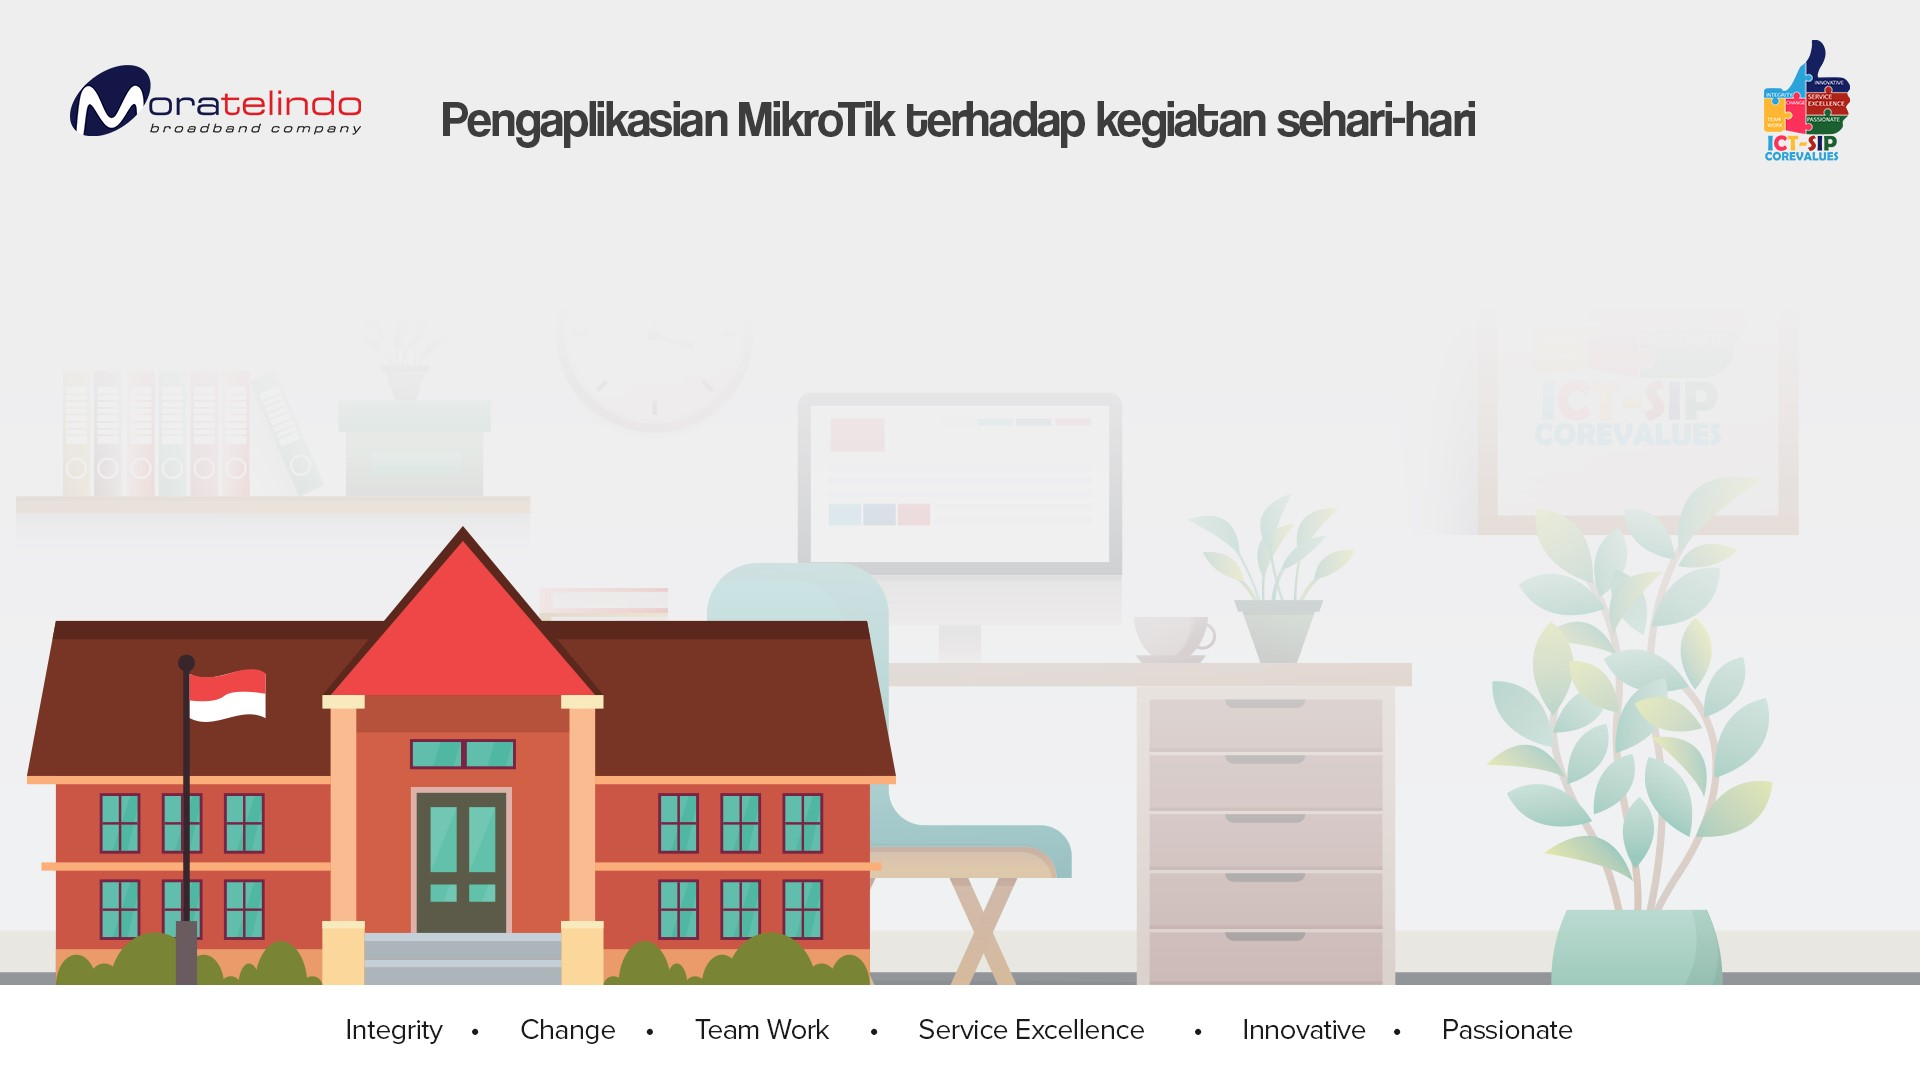 Moratelindo
broadband company
Pengaplikasian MikroTik terhadap kegiatan sehari-hari
INTEGRITY
INNOVATIVE
CHANGE
SERVICE
EXCELLENCE
TEAM
WORK
PASSIONATE
ICT-SIP
COREVALUES
ICT-SIP
COREVALUES
Integrity • Change • Team Work • Service Excellence • Innovative • Passionate